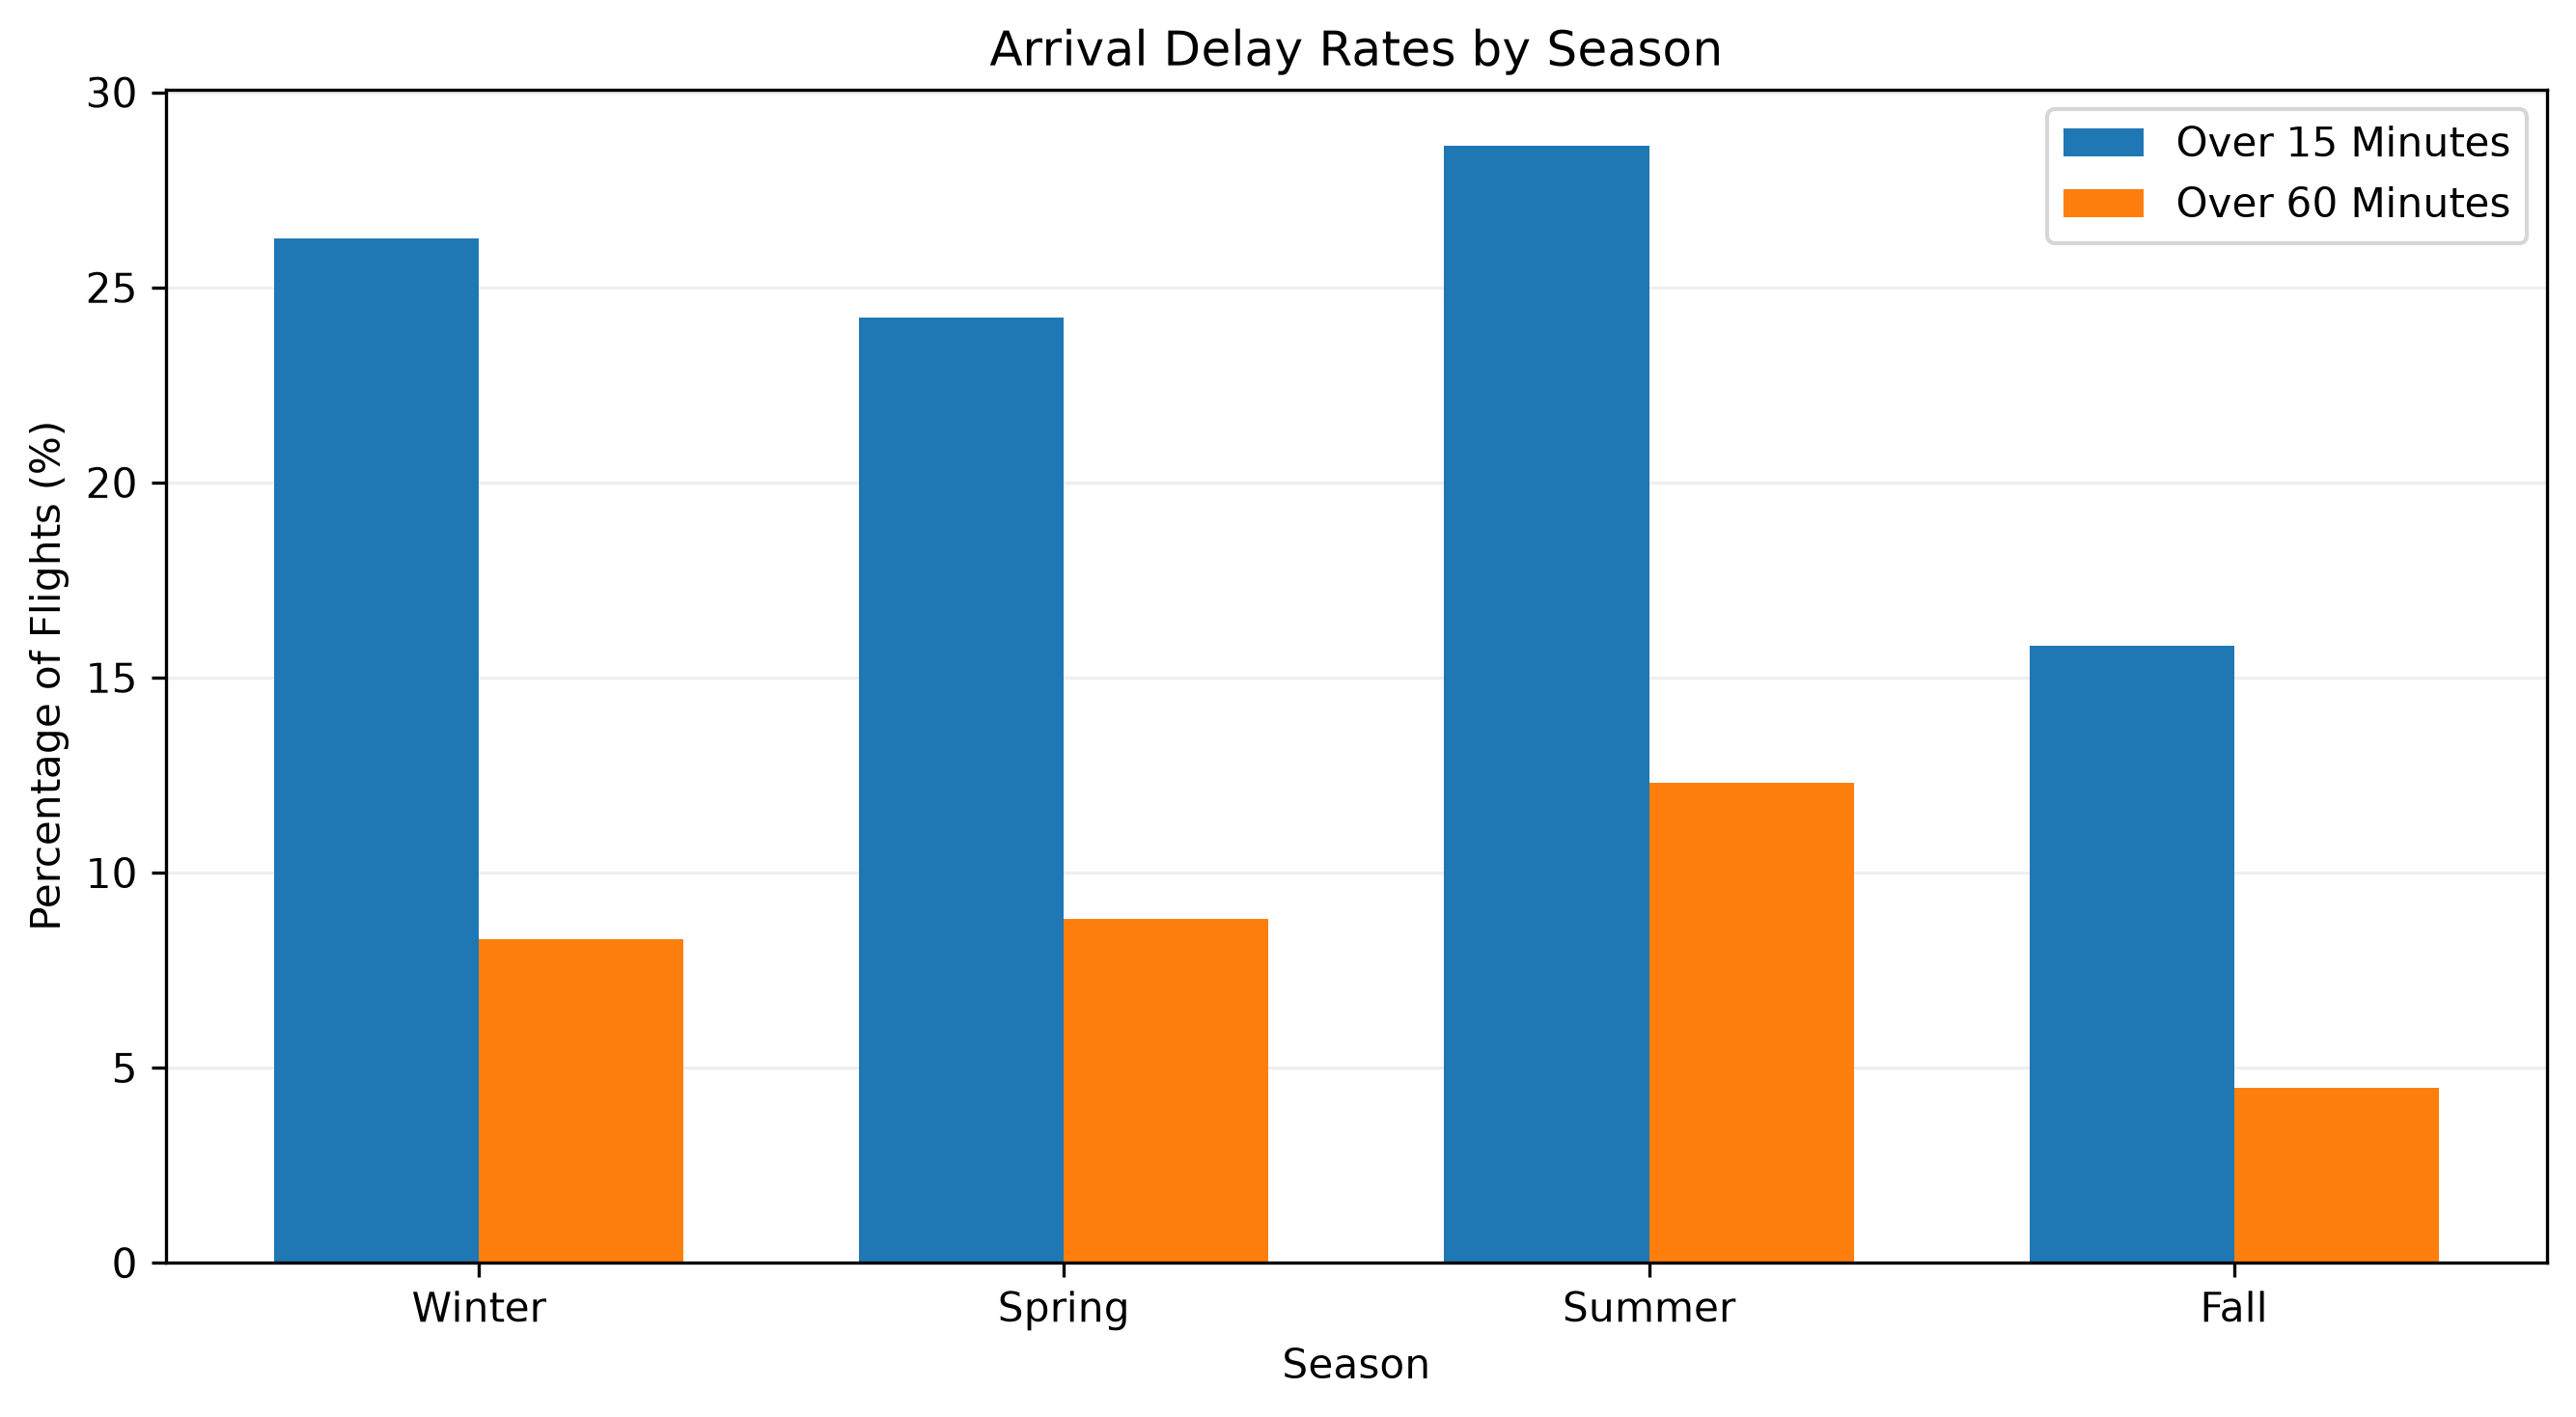 Arrival Delay Rates by Season
Over 15 Minutes
Over 60 Minutes
Percentage of Flights (%)
30
25
20
15
10
5
0
Winter
Spring
Summer
Fall
Season